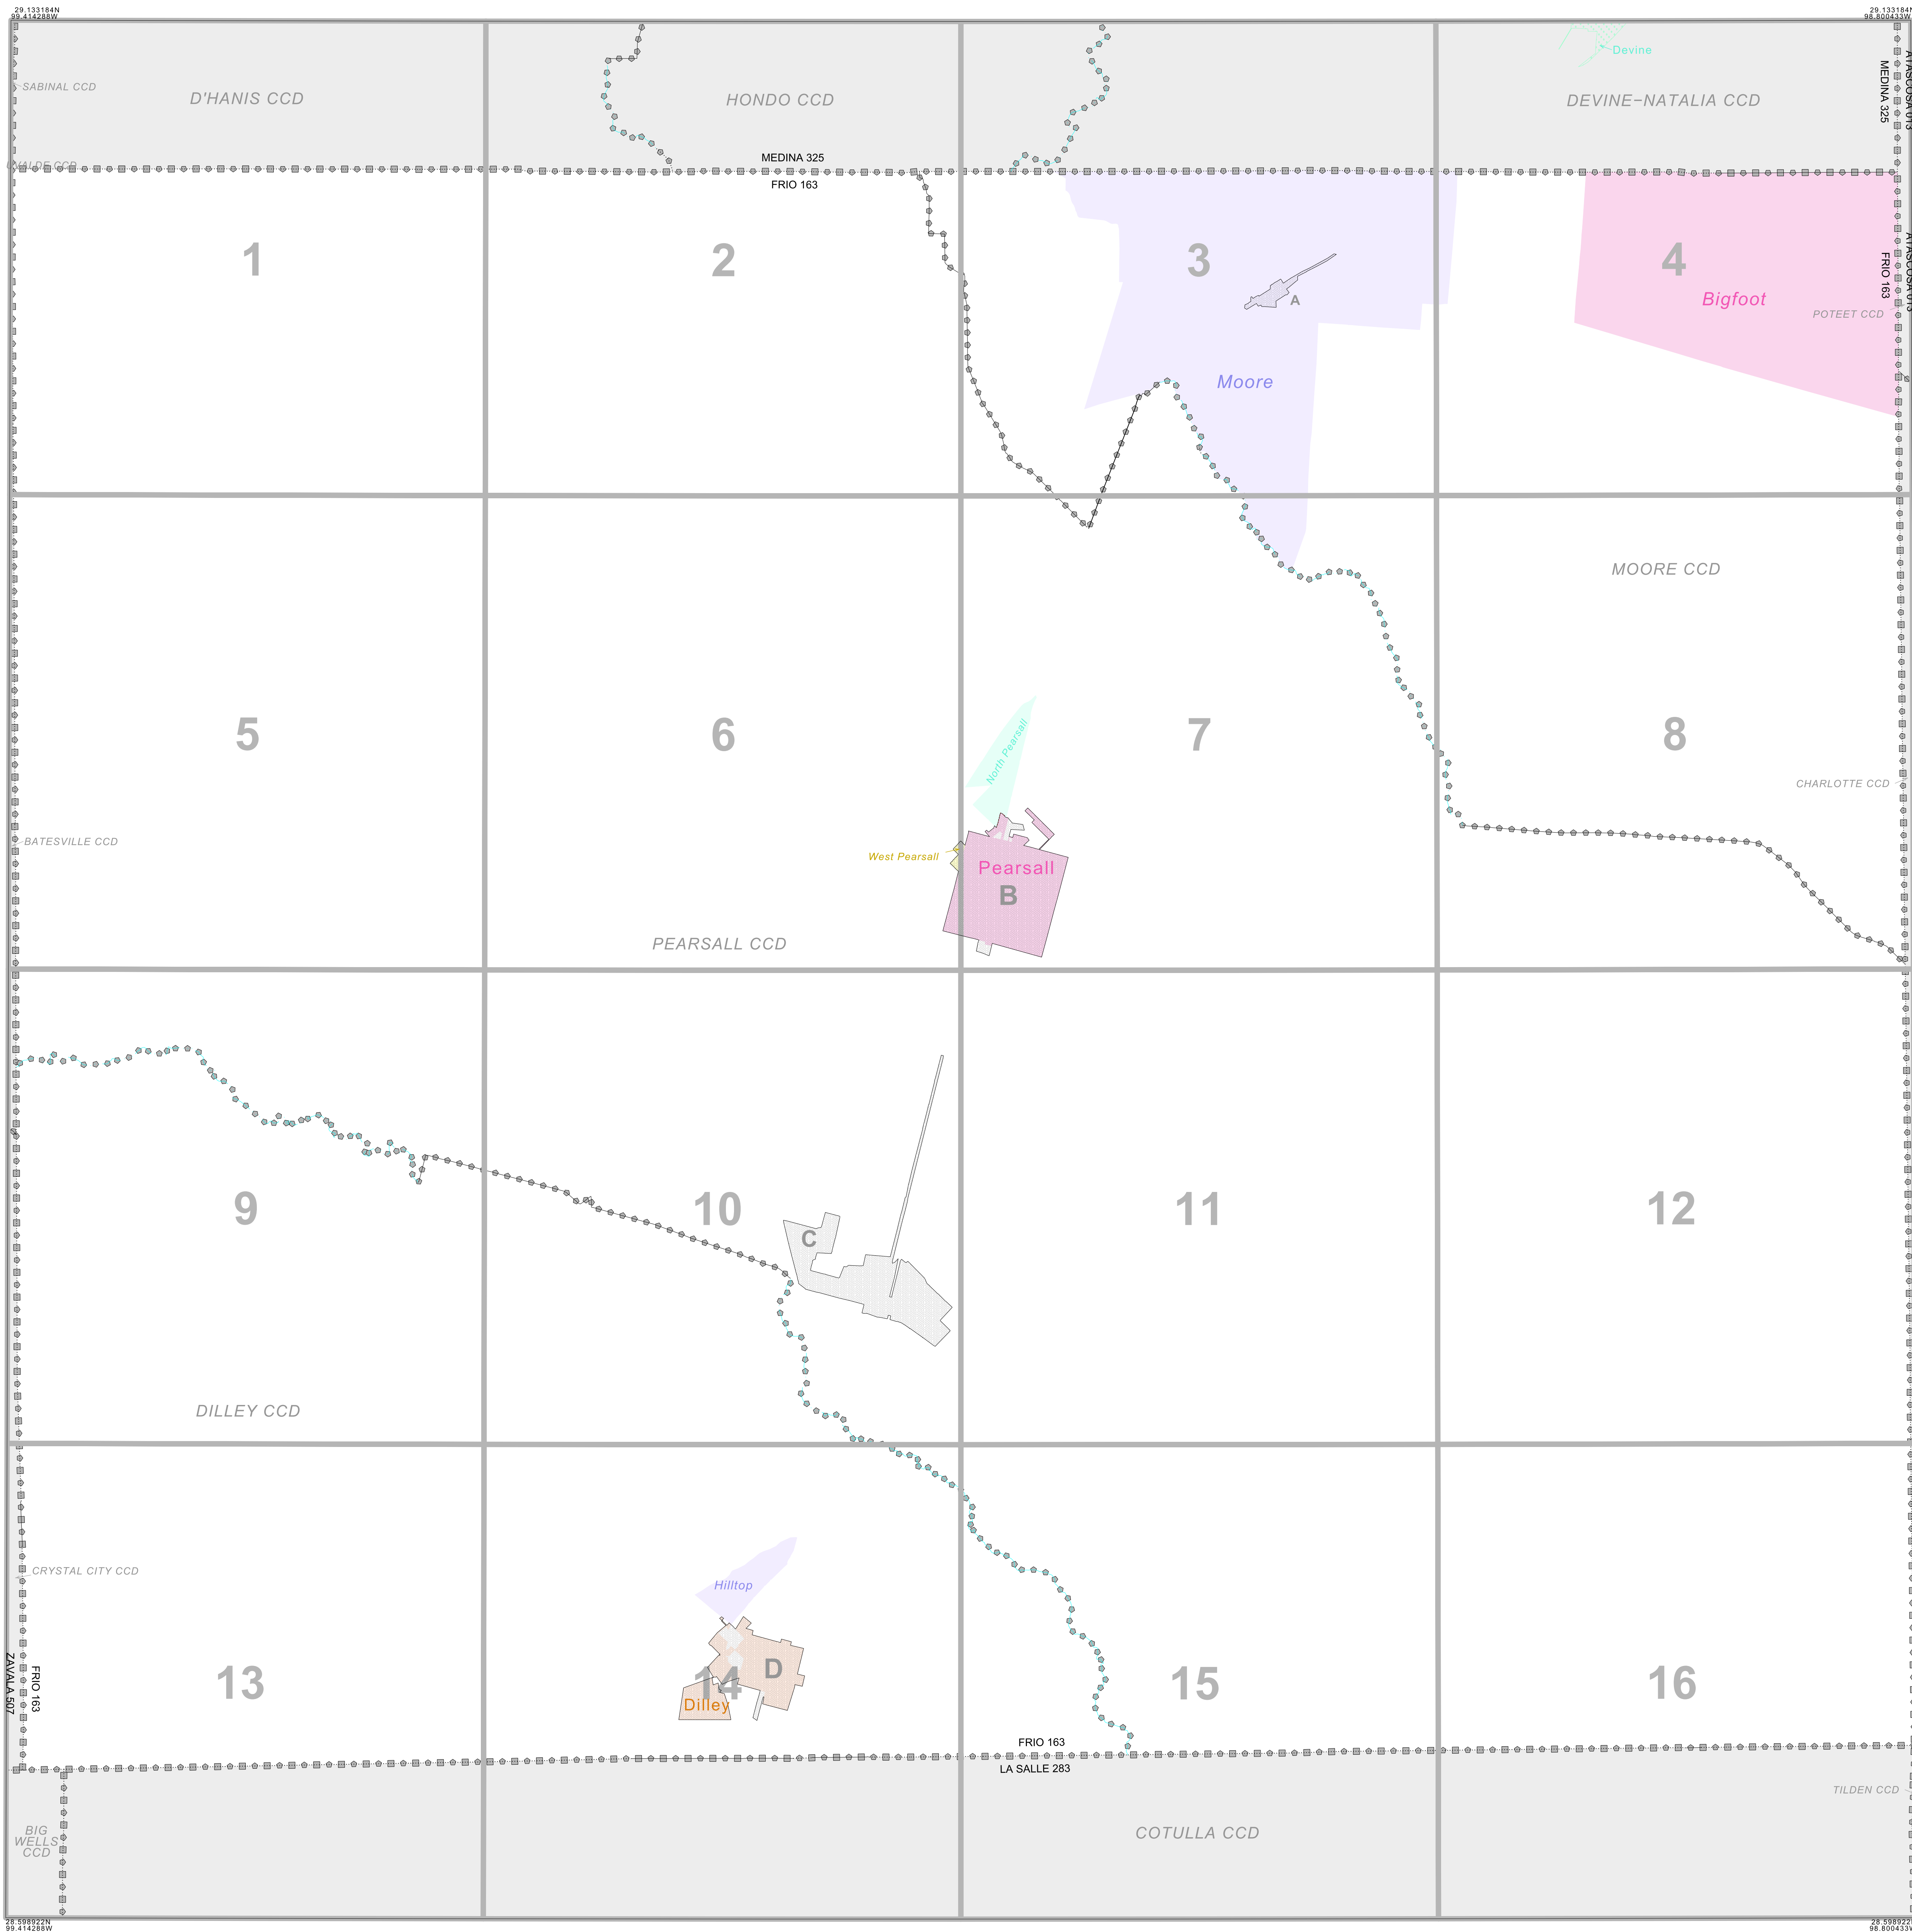 29.133184N
99.414288W
29.133184N
98.800433W
SABINAL CCD
D'HANIS CCD
HONDO CCD
DEVINE−NATALIA CCD
Devine
MEDINA 325
ATASCOSA 013
MEDINA 325
FRIO 163
1
2
3
4
A
Bigfoot
FRIO 163
ATASCOSA 013
POTEET CCD
Moore
MOORE CCD
5
6
7
8
North Pearsall
CHARLOTTE CCD
BATESVILLE CCD
West Pearsall
Pearsall
B
PEARSALL CCD
9
10
11
12
C
DILLEY CCD
CRYSTAL CITY CCD
Hilltop
13
14
15
16
D
Dilley
ZAVALA 507
FRIO 163
FRIO 163
LA SALLE 283
TILDEN CCD
BIG
WELLS
CCD
COTULLA CCD
28.598922N
99.414288W
28.598922N
98.800433W